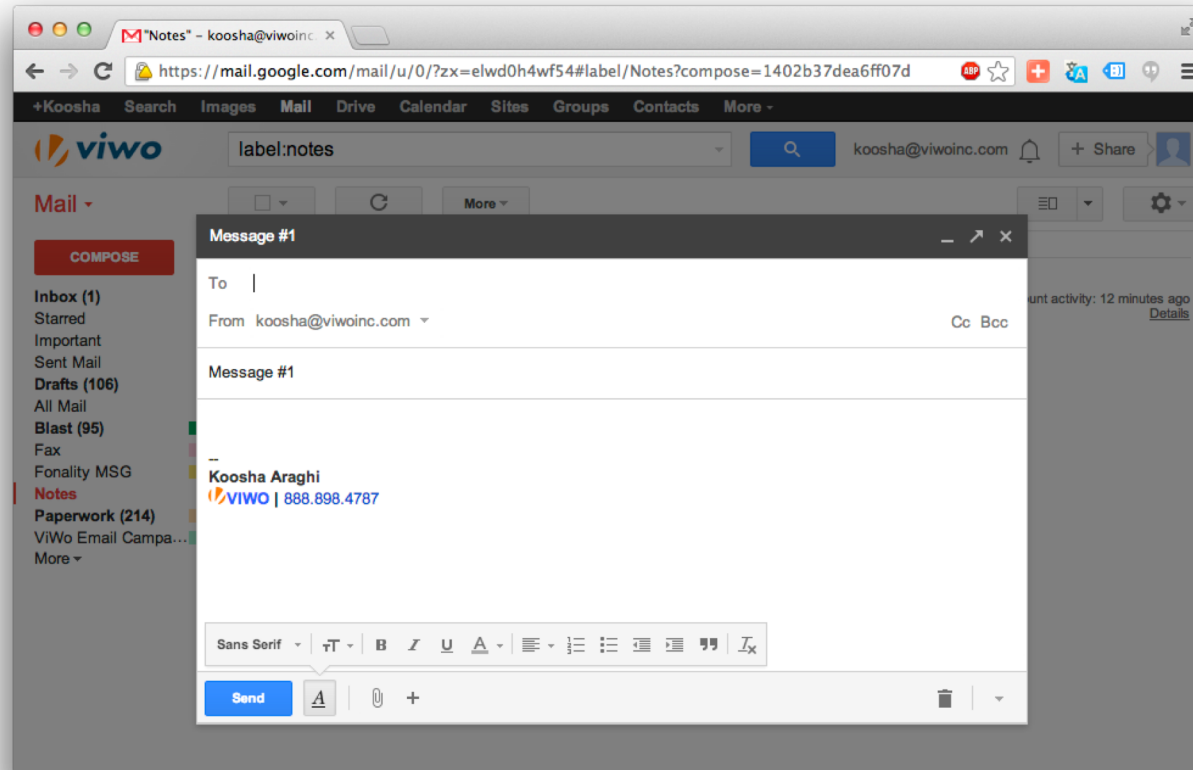 "Notes" – koosha@viwoinc
https://mail.google.com/mail/u/0/?zx=elwd0h4wf54#label/Notes?compose=1402b37dea6ff07d ABP
+Koosha Search Images Mail Drive Calendar Sites Groups Contacts More
viwo label:notes koosha@viwoinc.com + Share
Mail More
Message #1
COMPOSE
To
Inbox (1)
unt activity: 12 minutes ago
Starred
Details
From koosha@viwoinc.com Cc Bcc
Important
Sent Mail
Message #1
Drafts (106)
All Mail
Blast (95)
Fax
--
Fonality MSG
Koosha Araghi
Notes
VIWO | 888.898.4787
Paperwork (214)
ViWo Email Campa...
More
Sans Serif TT B I U A Tx
Send A